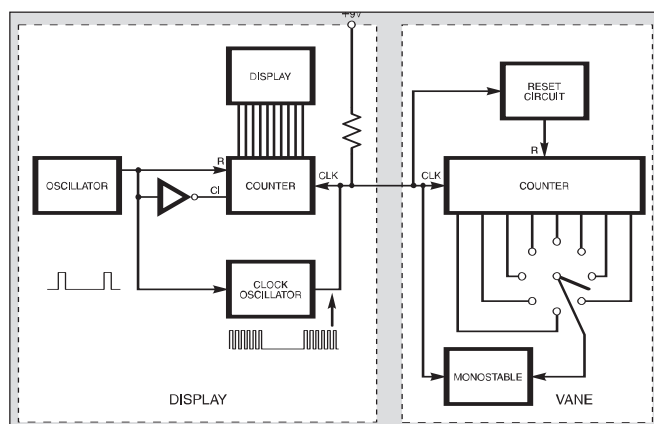 +9V
DISPLAY
RESET
CIRCUIT
R
R
OSCILLATOR
CI
COUNTER
CLK
CLK
COUNTER
CLOCK
OSCILLATOR
MONOSTABLE
DISPLAY
VANE